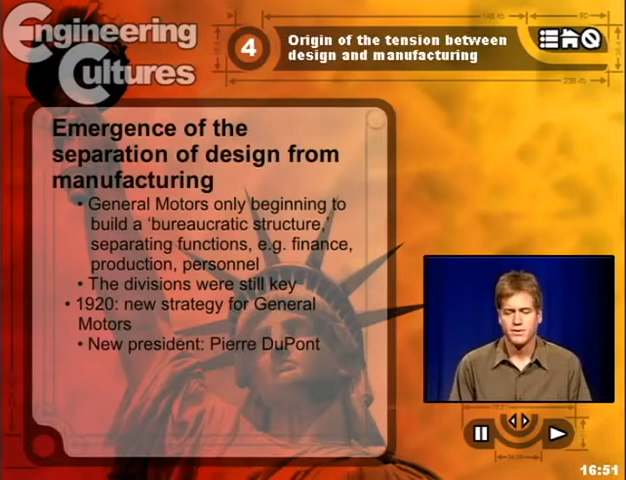 Engineering
Cultures
4
Origin of the tension between
design and manufacturing
Emergence of the
separation of design from
manufacturing
• General Motors only beginning to
build a ‘bureaucratic structure,’
separating functions, e.g. finance,
production, personnel
• The divisions were still key
• 1920: new strategy for General
Motors
• New president: Pierre DuPont
16:51